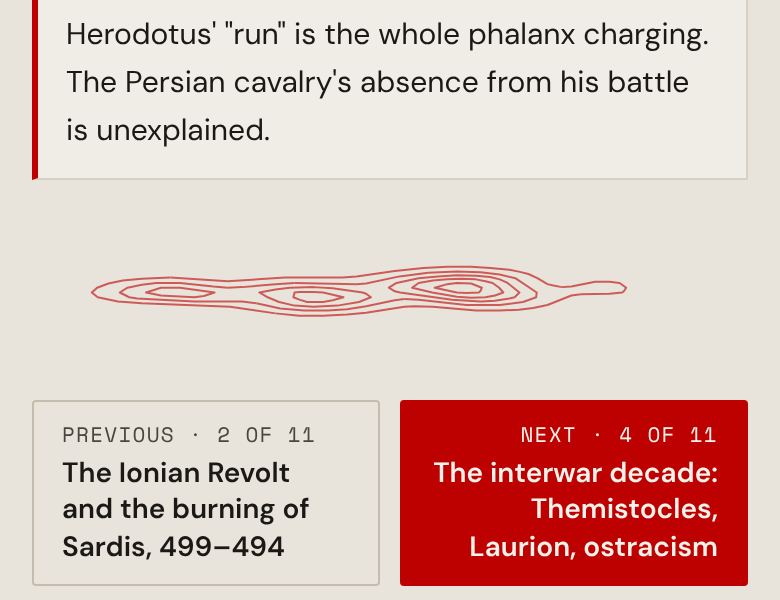 Herodotus' "run" is the whole phalanx charging.
The Persian cavalry's absence from his battle
is unexplained.
PREVIOUS · 2 OF 11
The Ionian Revolt
and the burning of
Sardis, 499–494
NEXT · 4 OF 11
The interwar decade:
Themistocles,
Laurion, ostracism